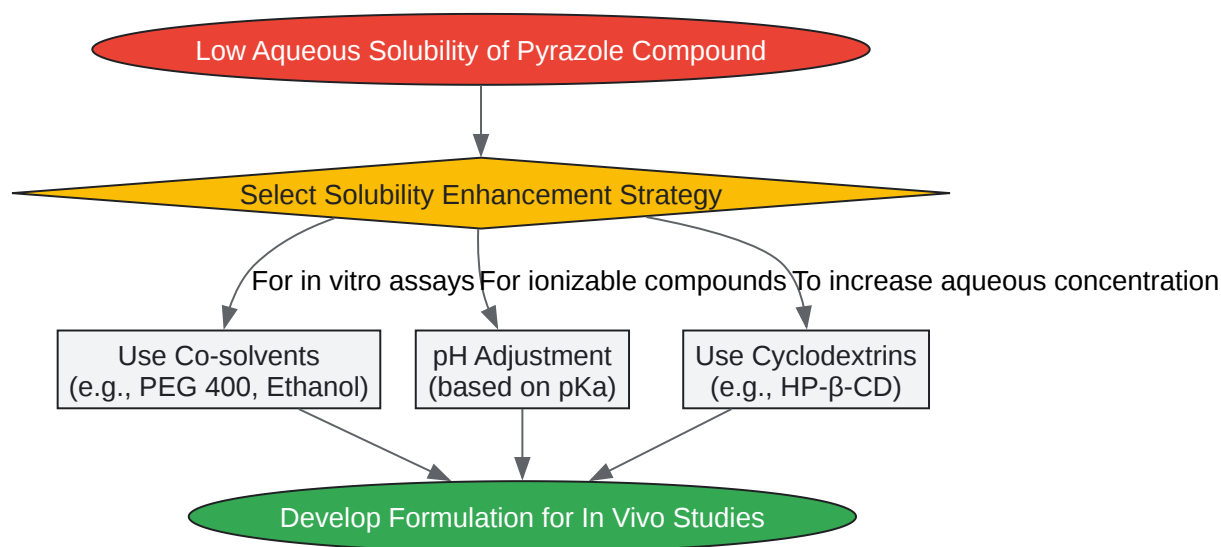 Low Aqueous Solubility of Pyrazole Compound
Select Solubility Enhancement Strategy
For in vitro assays
For ionizable compounds
To increase aqueous concentration
Use Co-solvents
(e.g., PEG 400, Ethanol)
pH Adjustment
(based on pKa)
Use Cyclodextrins
(e.g., HP-β-CD)
Develop Formulation for In Vivo Studies